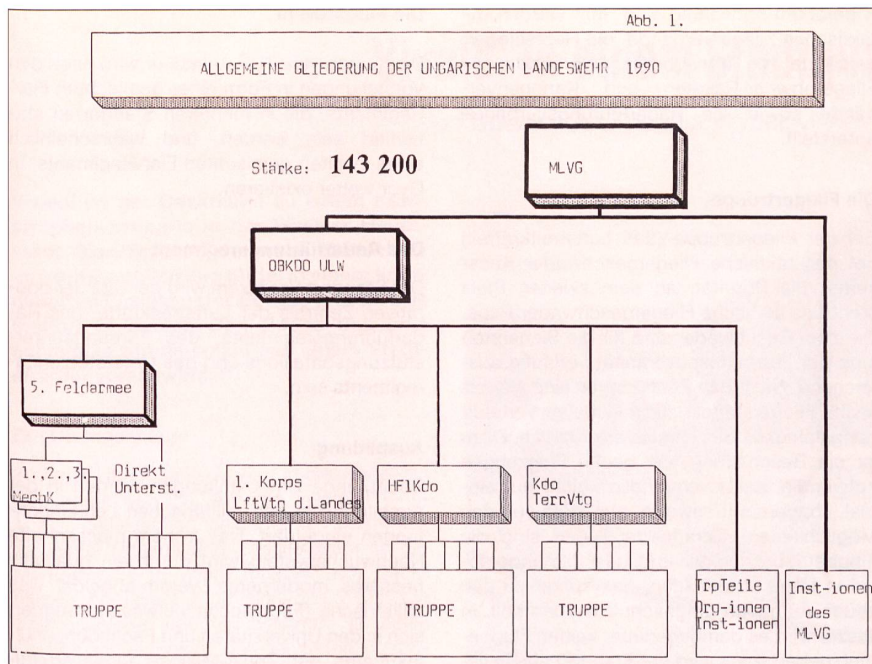 Abb. 1.
ALLGEMEINE GLIEDERUNG DER UNGARISCHEN LANDESWEHR 1990
Stärke: 143 200
MLVG
OBKDO ULW
5. Feldarmee
1.,2.,3.
MechK
Direkt
Unterst.
1. Korps
LftVtg d.Landes
HFlKdo
Kdo
TerrVtg
TRUPPE
TRUPPE
TRUPPE
TRUPPE
TrpTeile
Org-ionen
Inst-ionen
Inst-ionen
des
MLVG